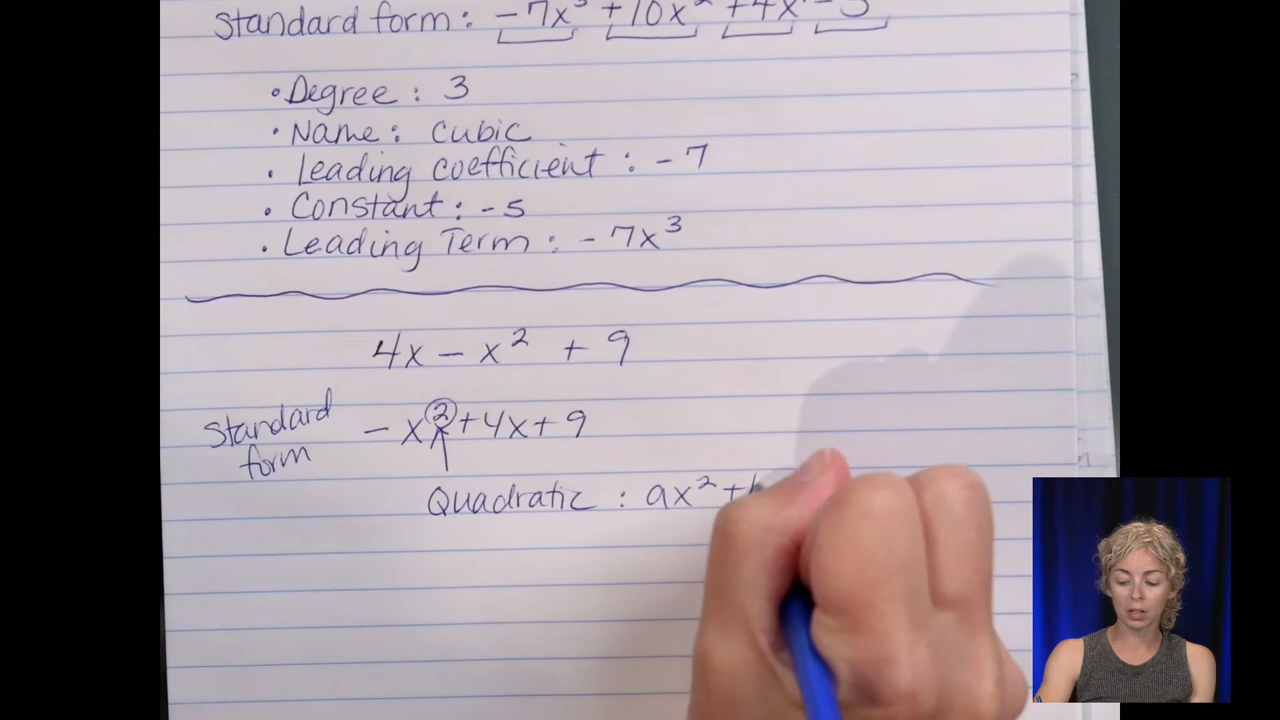 Standard form: -7x³ +10x² +4x -5
• Degree : 3
• Name : Cubic
• Leading coefficient : -7
• Constant : -5
• Leading Term : -7x³
4x - x² + 9
Standard form
-x² +4x+9
Quadratic : ax² +b